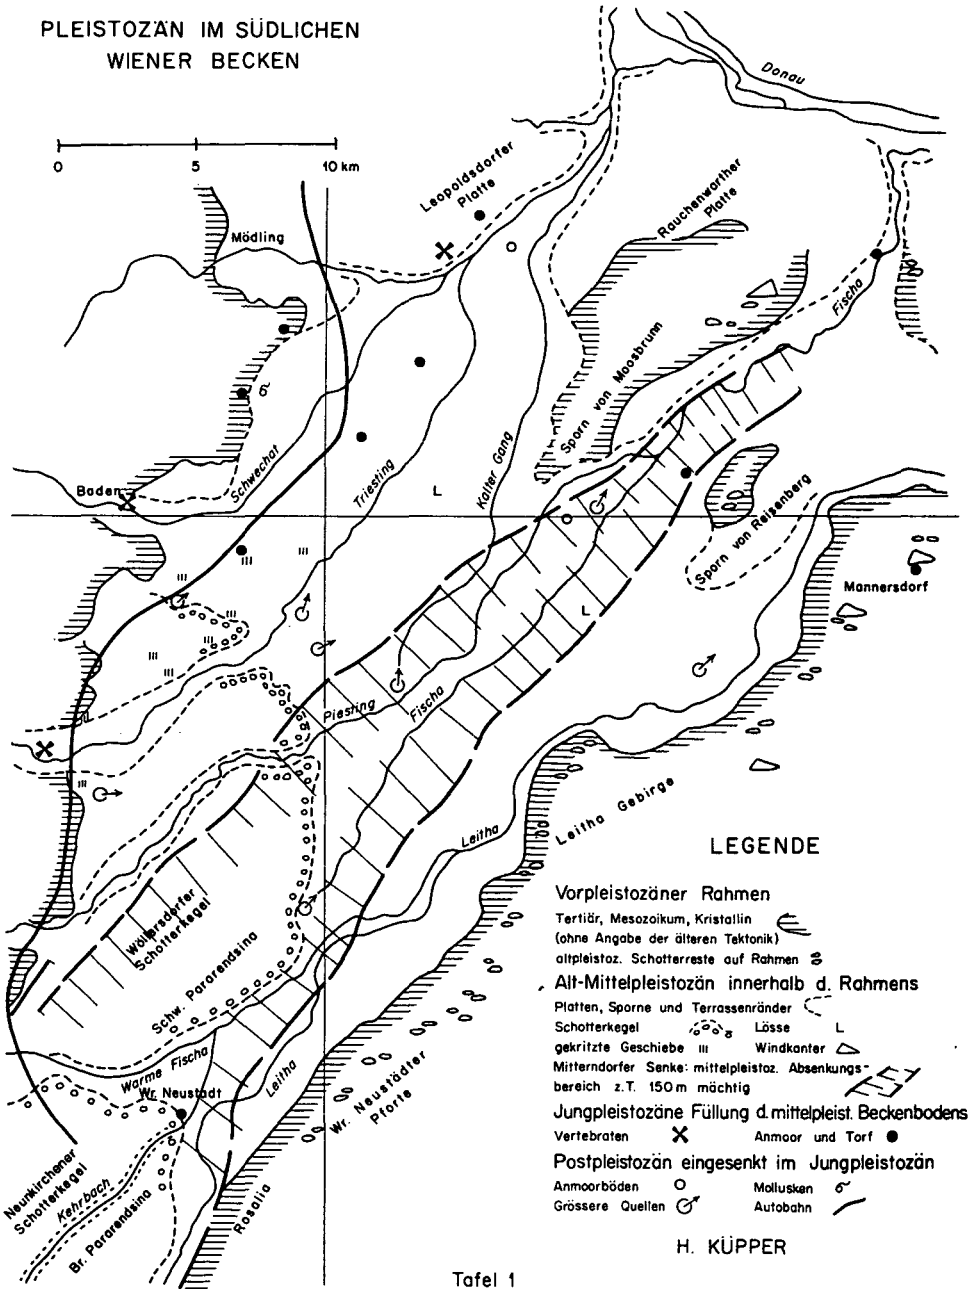 PLEISTOZÄN IM SÜDLICHEN
WIENER BECKEN
0 5 10 km
Donau
Leopoldsdorfer
Platte
Rauchenwarther
Platte
Mödling
Fischa
Sporn von Moosbrunn
Schwechat
Triesting
Kalter Gang
L
Baden
Sporn von Reisenberg
Mannersdorf
L
Piesting
Fischa
Leitha
Leitha Gebirge
Wöllersdorfer
Schotterkegel
Schw. Pararendsina
Warme Fischa
Leitha
Wr. Neustadt
Wr. Neustädter
Pforte
Neunkirchener
Schotterkegel
Kehrbach
Br. Pararendsina
Rosalia
LEGENDE
Vorpleistozäner Rahmen
Tertiär, Mesozoikum, Kristallin
(ohne Angabe der älteren Tektonik)
altpleistoz. Schotterreste auf Rahmen
Alt-Mittelpleistozän innerhalb d. Rahmens
Platten, Sporne und Terrassenränder
Schotterkegel Lösse L
gekritzte Geschiebe III Windkanter
Mitterndorfer Senke: mittelpleistoz. Absenkungs-
bereich z.T. 150m mächtig
Jungpleistozäne Füllung d. mittelpleist. Beckenbodens
Vertebraten Anmoor und Torf
Postpleistozän eingesenkt im Jungpleistozän
Anmoorböden Mollusken
Grössere Quellen Autobahn
H. KÜPPER
Tafel 1